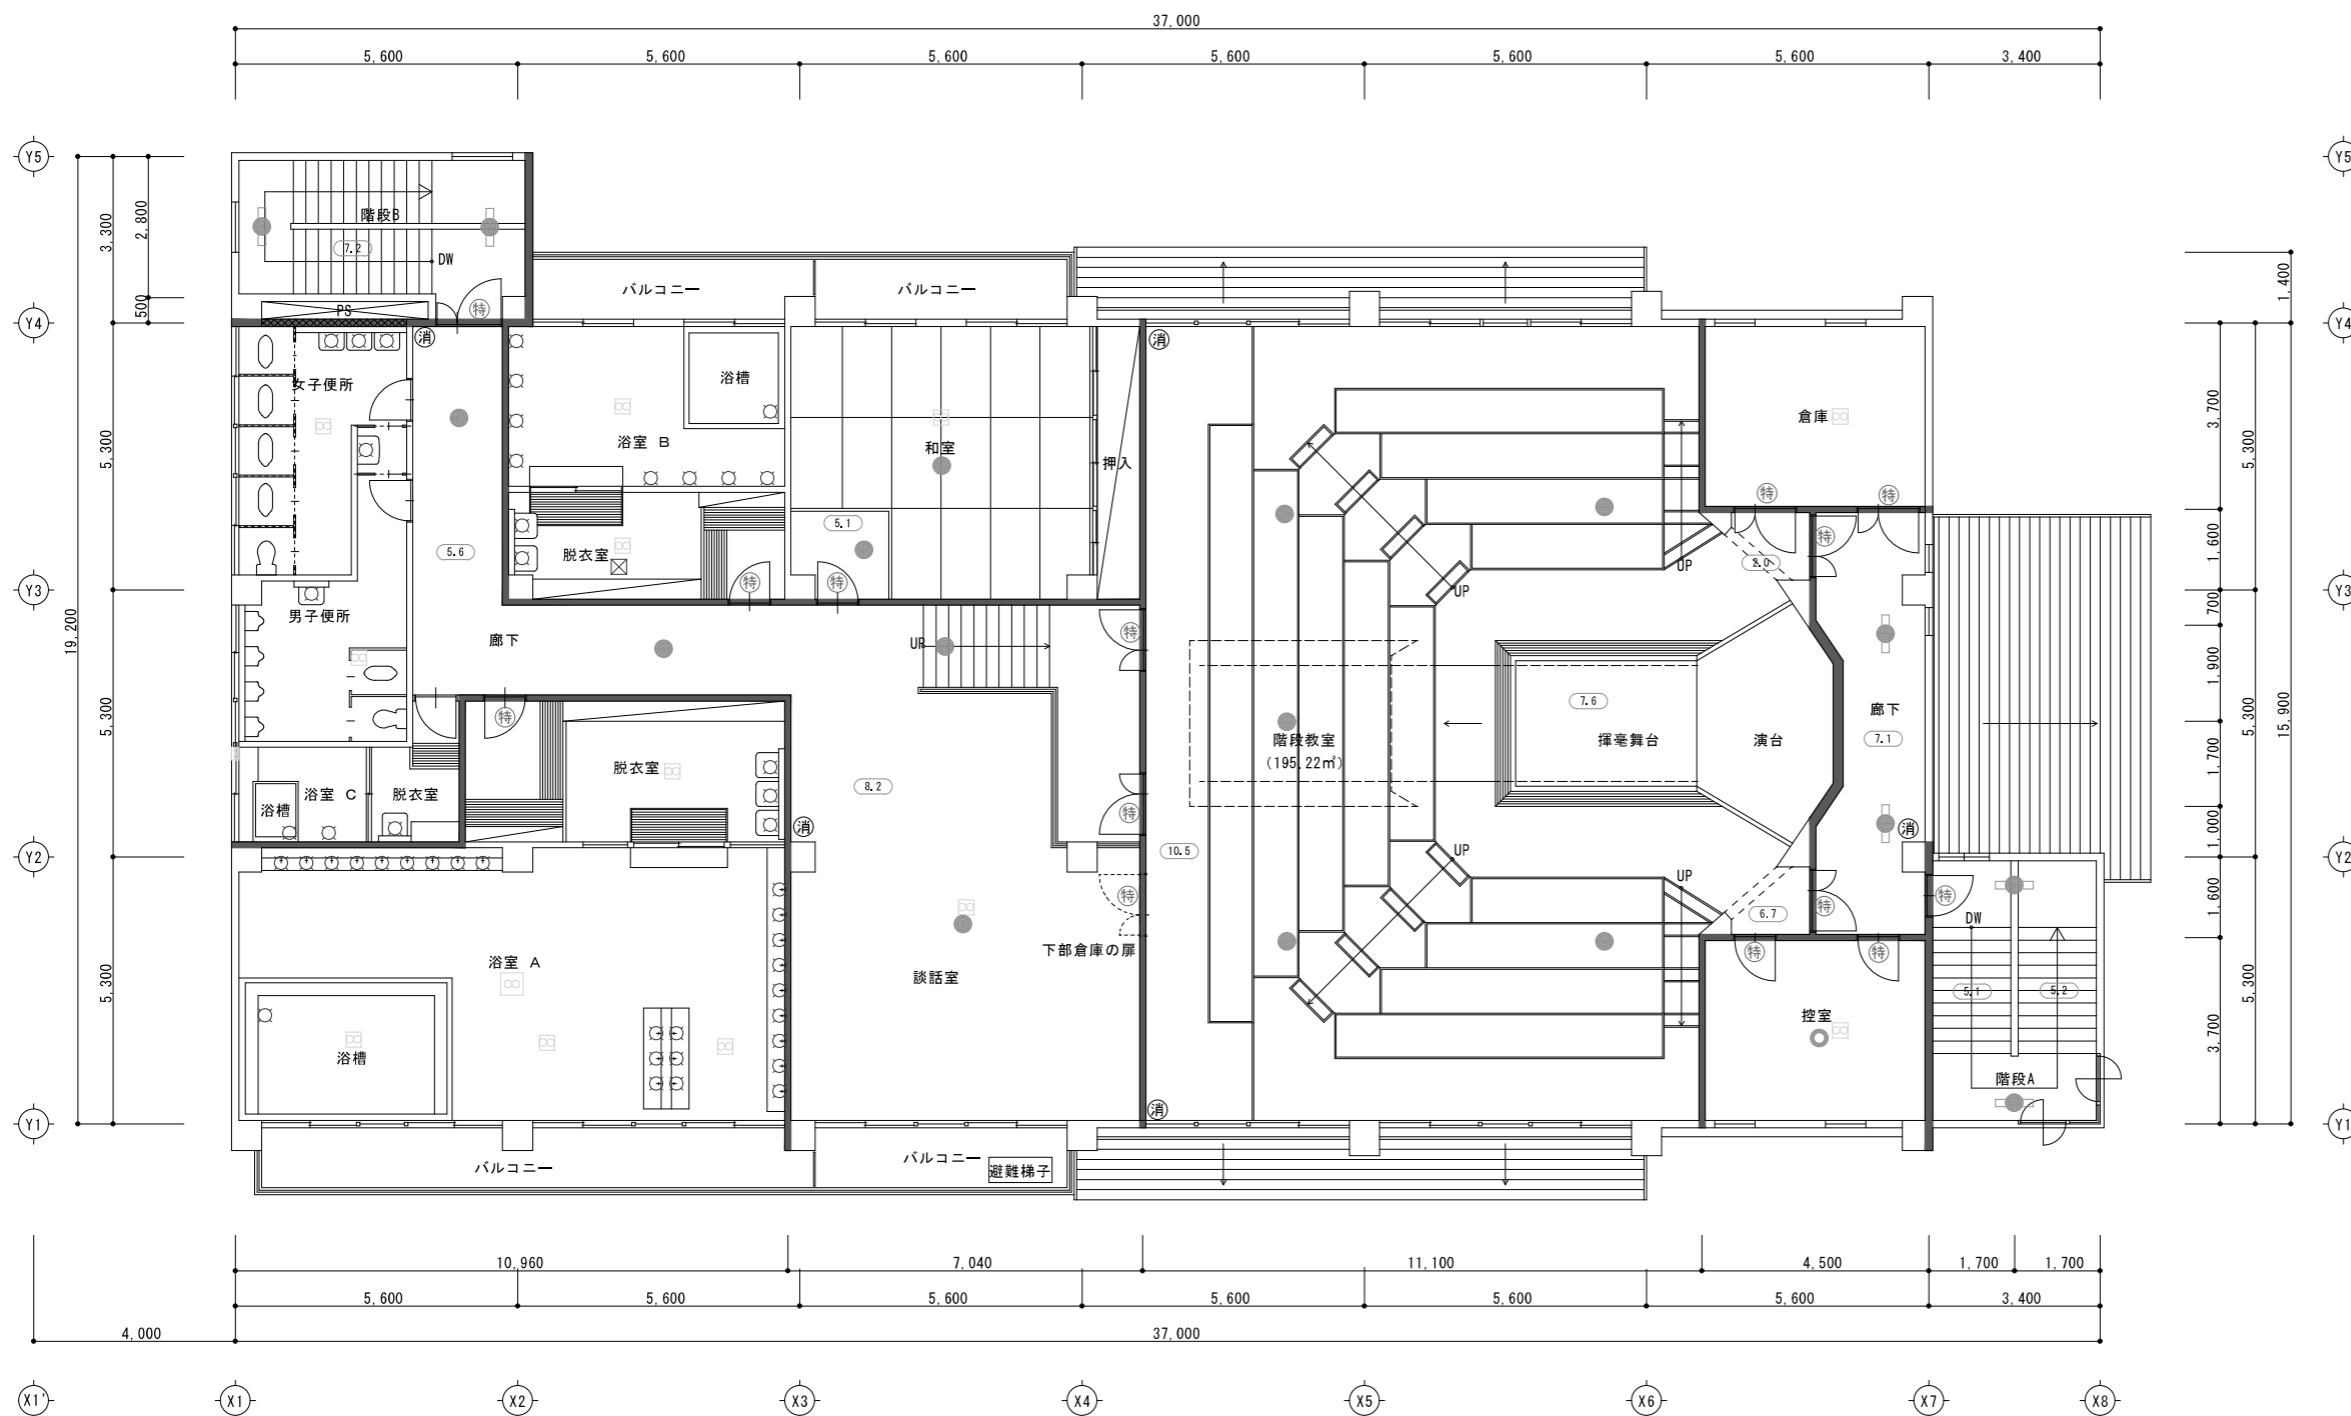 37,000
5,600 5,600 5,600 5,600 5,600 5,600 3,400
Y5 Y5
3,300 2,800 500
1,400
階段B
7.2
DW
バルコニー バルコニー
PS
特
Y4 Y4
消 消
女子便所
浴槽
浴室 B
和室
押入
倉庫
5,300
3,700
5,300
特 特
5.1
5.6
脱衣室
特 特
特
1,600
UP
2.0
Y3 Y3
UP
男子便所
19,200
廊下
UP
特
700
1,900
7.6
廊下
特
階段教室
(195.22㎡)
揮毫舞台
演台
7.1
15,900
5,300
5,300
1,700
脱衣室
浴室 C
脱衣室
浴槽
8.2
特
消
消
1,000
UP
10.5
Y2 Y2
UP
特
特
特
6.7
DW
1,600
下部倉庫の扉
特 特
浴室 A
談話室
5.1 5.2
5,300
5,300
控室
3,700
浴槽
階段A
消
Y1 Y1
バルコニー
バルコニー
避難梯子
10,960 7,040 11,100 4,500 1,700 1,700
5,600 5,600 5,600 5,600 5,600 5,600 3,400
4,000 37,000
X1' X1 X2 X3 X4 X5 X6 X7 X8